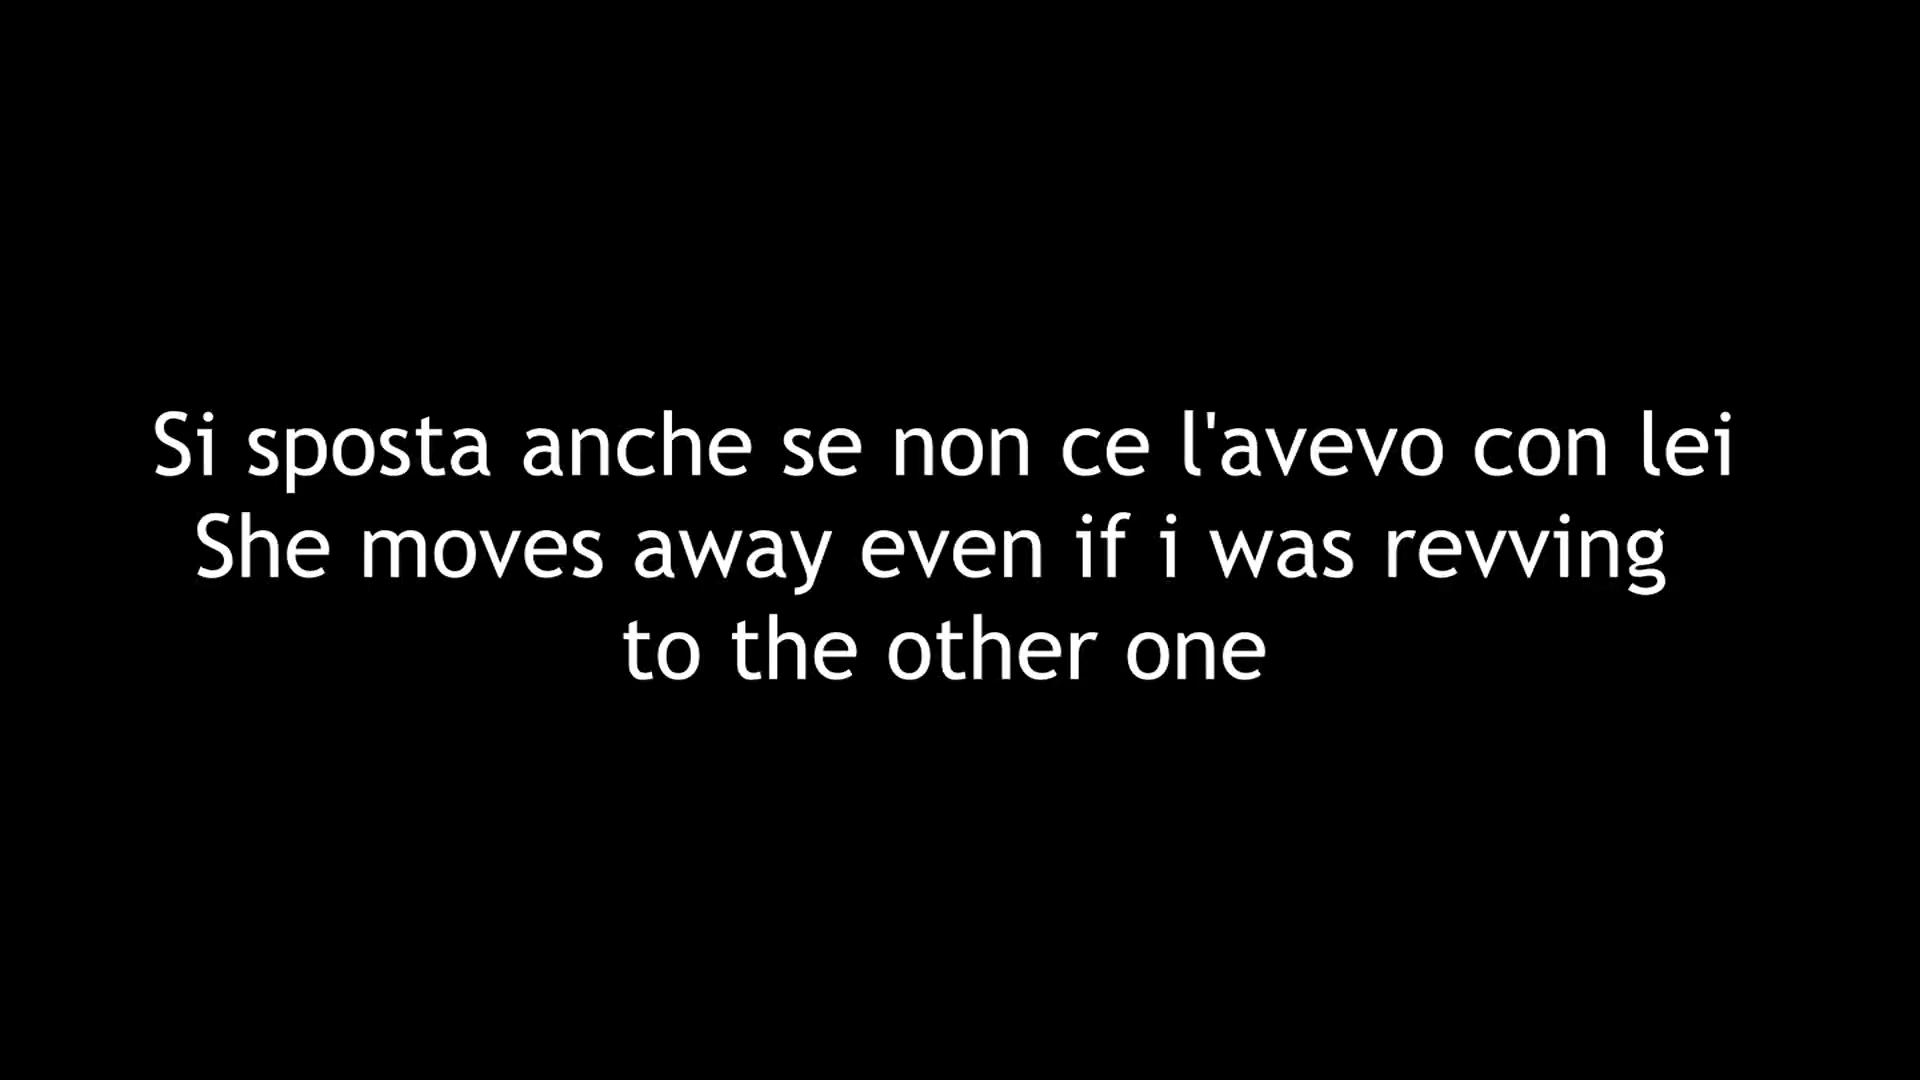 Si sposta anche se non ce l'avevo con lei
She moves away even if i was revving
to the other one